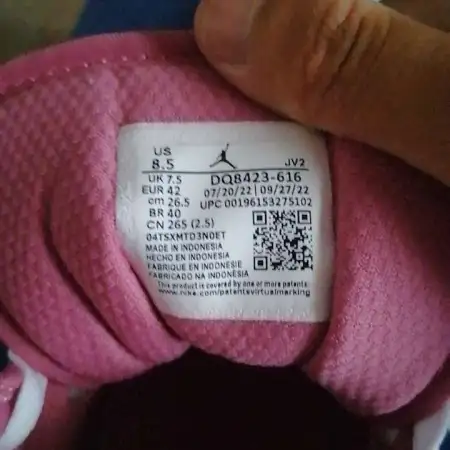 US
8.5
JV2
UK 7.5
DQ8423-616
EUR 42
07/20/22 | 09/27/22
cm 26.5
UPC 00196153275102
BR 40
CN 265 (2.5)
04TSXMTD3N0ET
MADE IN INDONESIA
HECHO EN INDONESIA
FABRIQUE EN INDONESIE
FABRICADO NA INDONÉSIA
This product is covered by one or more patents:
www.nike.com/patentsvirtualmarking